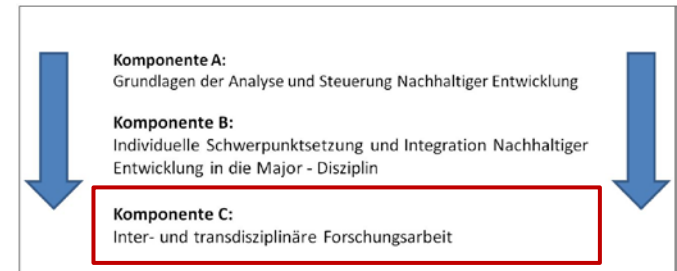 Komponente A:
Grundlagen der Analyse und Steuerung Nachhaltiger Entwicklung
Komponente B:
Individuelle Schwerpunktsetzung und Integration Nachhaltiger
Entwicklung in die Major - Disziplin
Komponente C:
Inter- und transdisziplinäre Forschungsarbeit